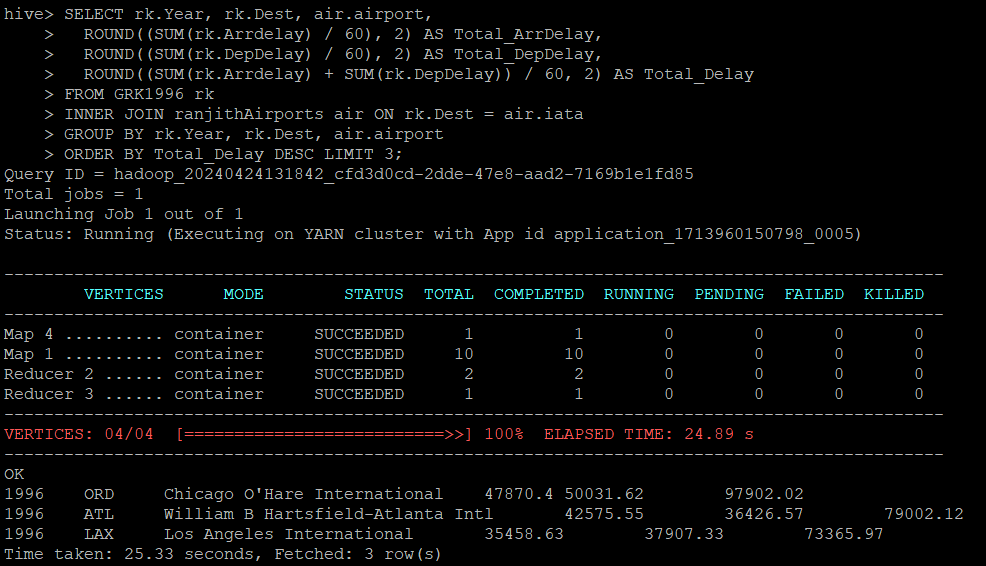 hive> SELECT rk.Year, rk.Dest, air.airport,
    >   ROUND((SUM(rk.Arrdelay) / 60), 2) AS Total_ArrDelay,
    >   ROUND((SUM(rk.DepDelay) / 60), 2) AS Total_DepDelay,
    >   ROUND((SUM(rk.Arrdelay) + SUM(rk.DepDelay)) / 60, 2) AS Total_Delay
    > FROM GRK1996 rk
    > INNER JOIN ranjithAirports air ON rk.Dest = air.iata
    > GROUP BY rk.Year, rk.Dest, air.airport
    > ORDER BY Total_Delay DESC LIMIT 3;
Query ID = hadoop_20240424131842_cfd3d0cd-2dde-47e8-aad2-7169b1e1fd85
Total jobs = 1
Launching Job 1 out of 1
Status: Running (Executing on YARN cluster with App id application_1713960150798_0005)
----------------------------------------------------------------------------------------------
        VERTICES      MODE        STATUS  TOTAL  COMPLETED  RUNNING  PENDING  FAILED  KILLED
----------------------------------------------------------------------------------------------
Map 4 .......... container     SUCCEEDED      1          1        0        0       0       0
Map 1 .......... container     SUCCEEDED     10         10        0        0       0       0
Reducer 2 ...... container     SUCCEEDED      2          2        0        0       0       0
Reducer 3 ...... container     SUCCEEDED      1          1        0        0       0       0
----------------------------------------------------------------------------------------------
VERTICES: 04/04  [==========================>>] 100%  ELAPSED TIME: 24.89 s
----------------------------------------------------------------------------------------------
OK
1996    ORD     Chicago O'Hare International    47870.4 50031.62        97902.02
1996    ATL     William B Hartsfield-Atlanta Intl       42575.55        36426.57        79002.12
1996    LAX     Los Angeles International       35458.63        37907.33        73365.97
Time taken: 25.33 seconds, Fetched: 3 row(s)